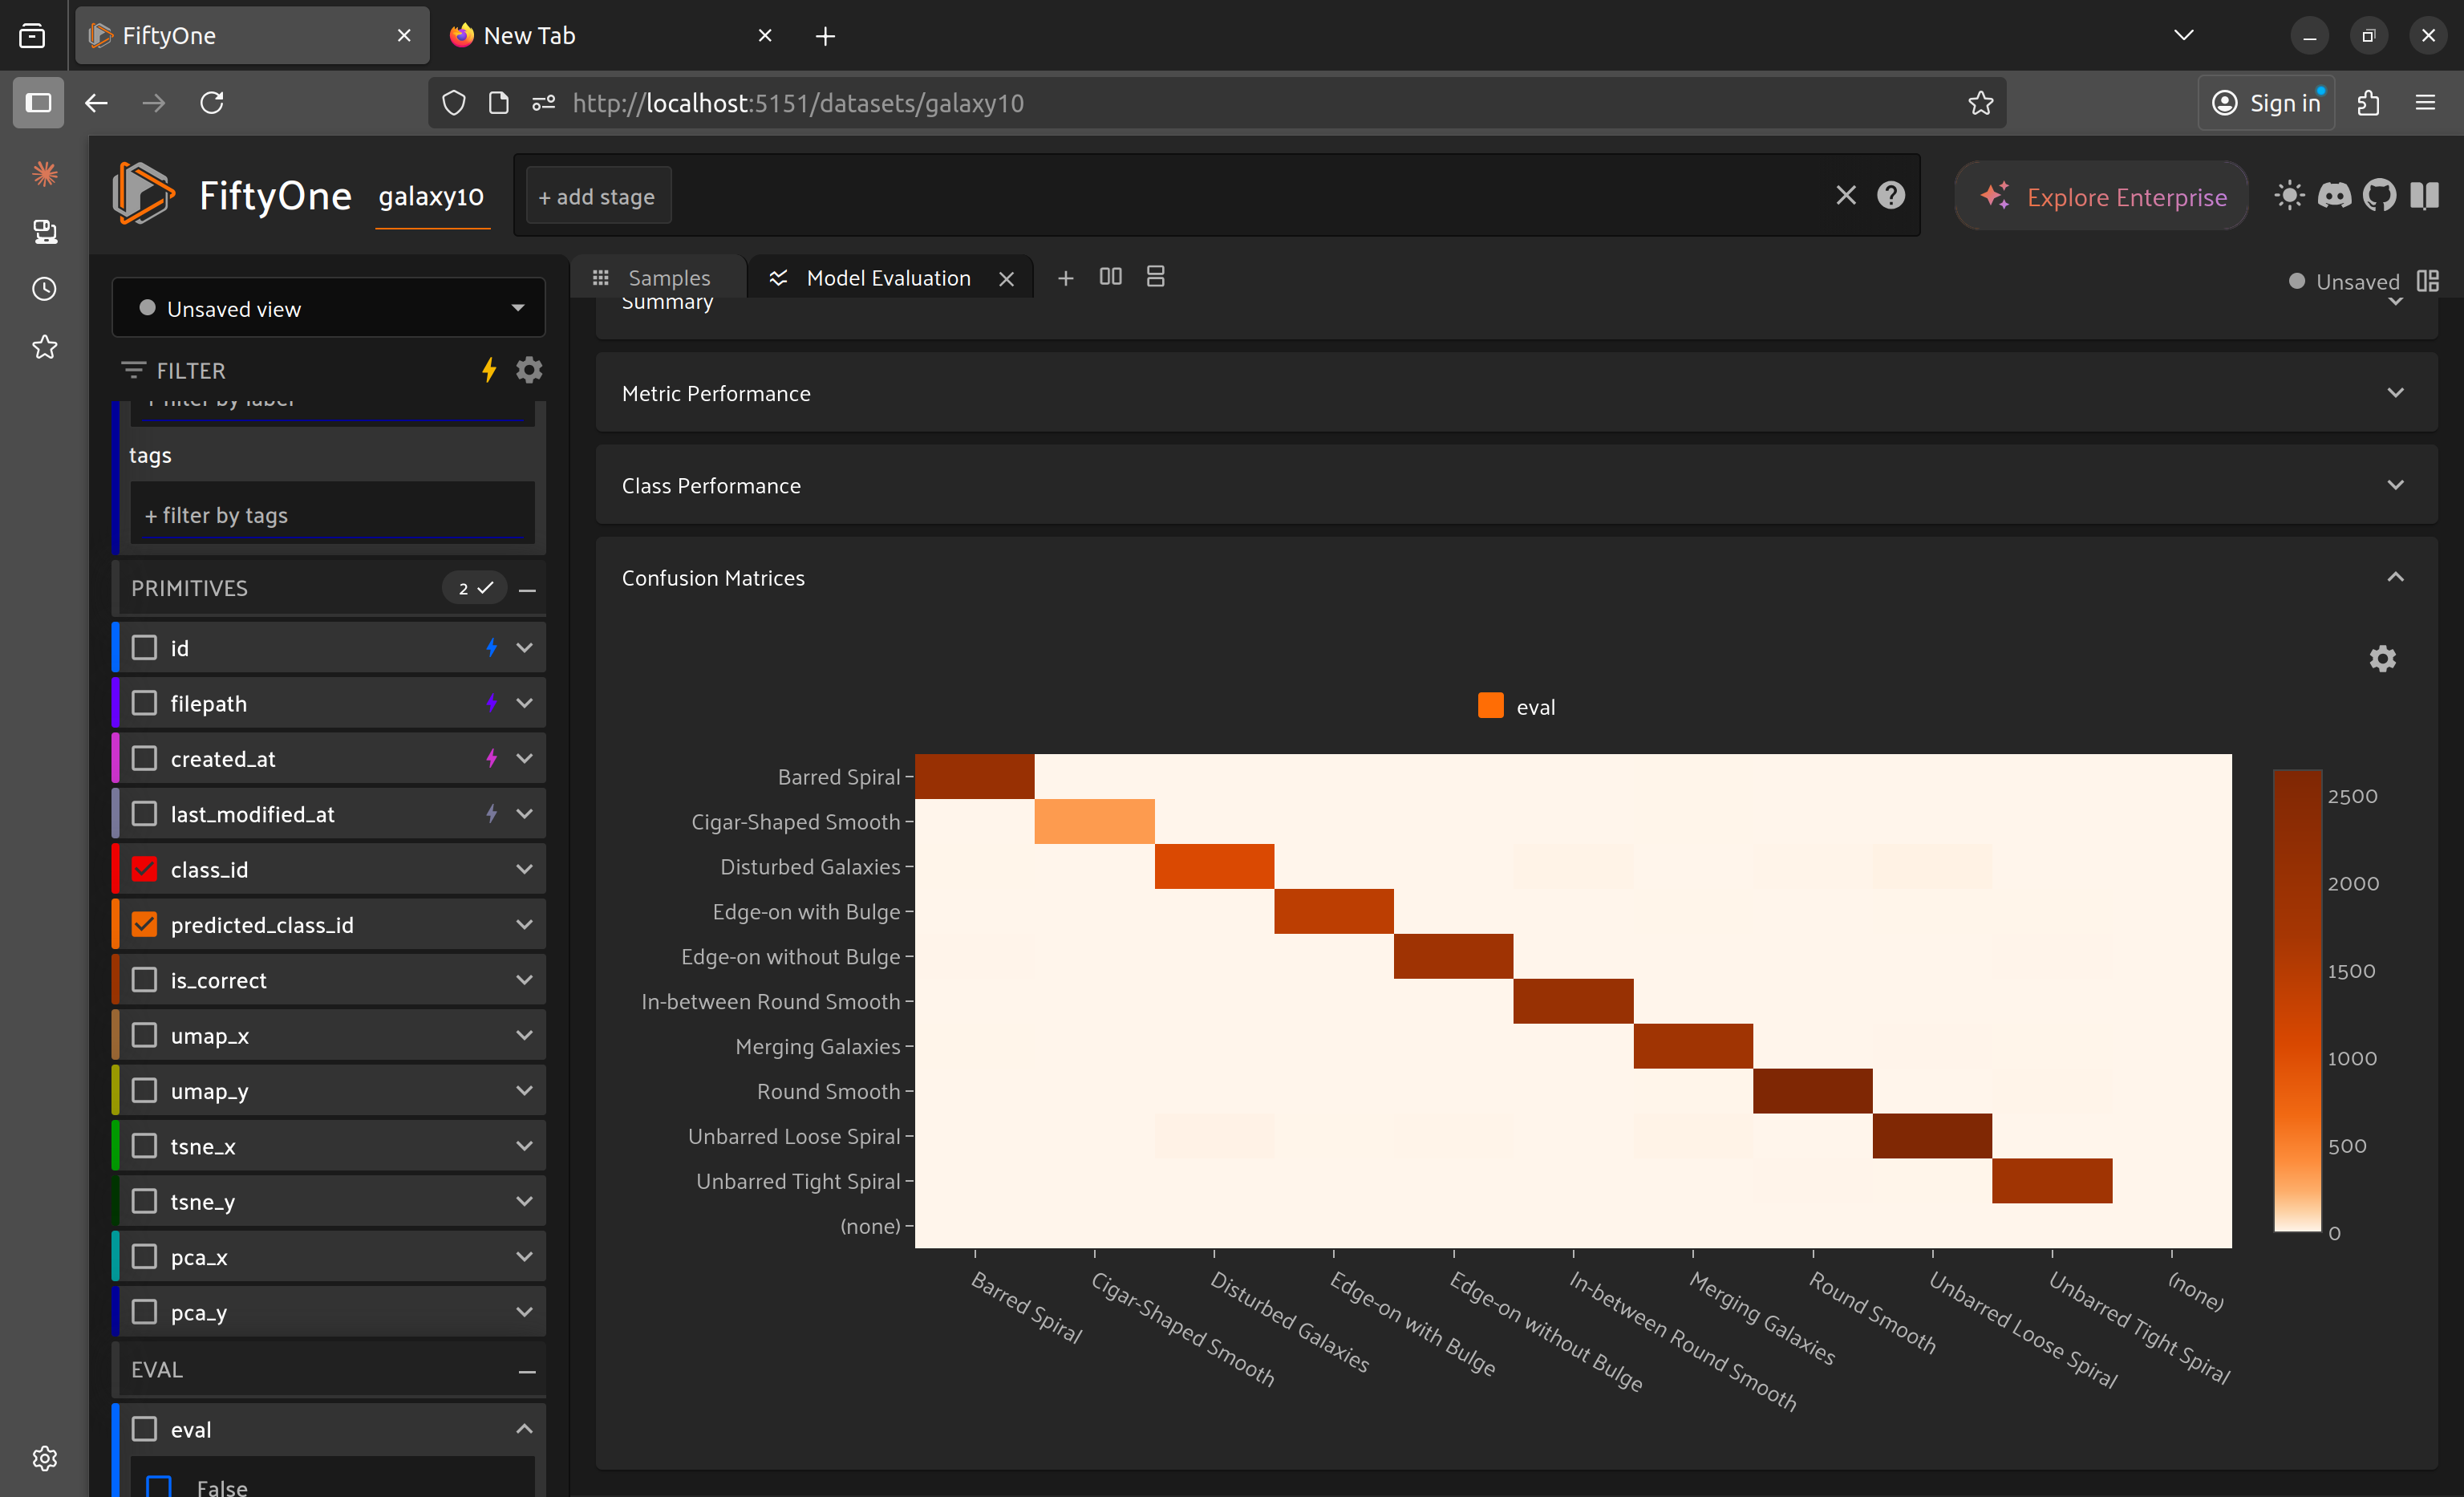 FiftyOne
New Tab
http://localhost:5151/datasets/galaxy10
Sign in
FiftyOne
galaxy10
+ add stage
Explore Enterprise
Unsaved view
Samples
Model Evaluation
Unsaved
FILTER
+ filter by label
tags
+ filter by tags
PRIMITIVES
2
id
filepath
created_at
last_modified_at
class_id
predicted_class_id
is_correct
umap_x
umap_y
tsne_x
tsne_y
pca_x
pca_y
EVAL
eval
False
Summary
Metric Performance
Class Performance
Confusion Matrices
eval
Barred Spiral
Cigar-Shaped Smooth
Disturbed Galaxies
Edge-on with Bulge
Edge-on without Bulge
In-between Round Smooth
Merging Galaxies
Round Smooth
Unbarred Loose Spiral
Unbarred Tight Spiral
(none)
Barred Spiral
Cigar-Shaped Smooth
Disturbed Galaxies
Edge-on with Bulge
Edge-on without Bulge
In-between Round Smooth
Merging Galaxies
Round Smooth
Unbarred Loose Spiral
Unbarred Tight Spiral
(none)
2500
2000
1500
1000
500
0